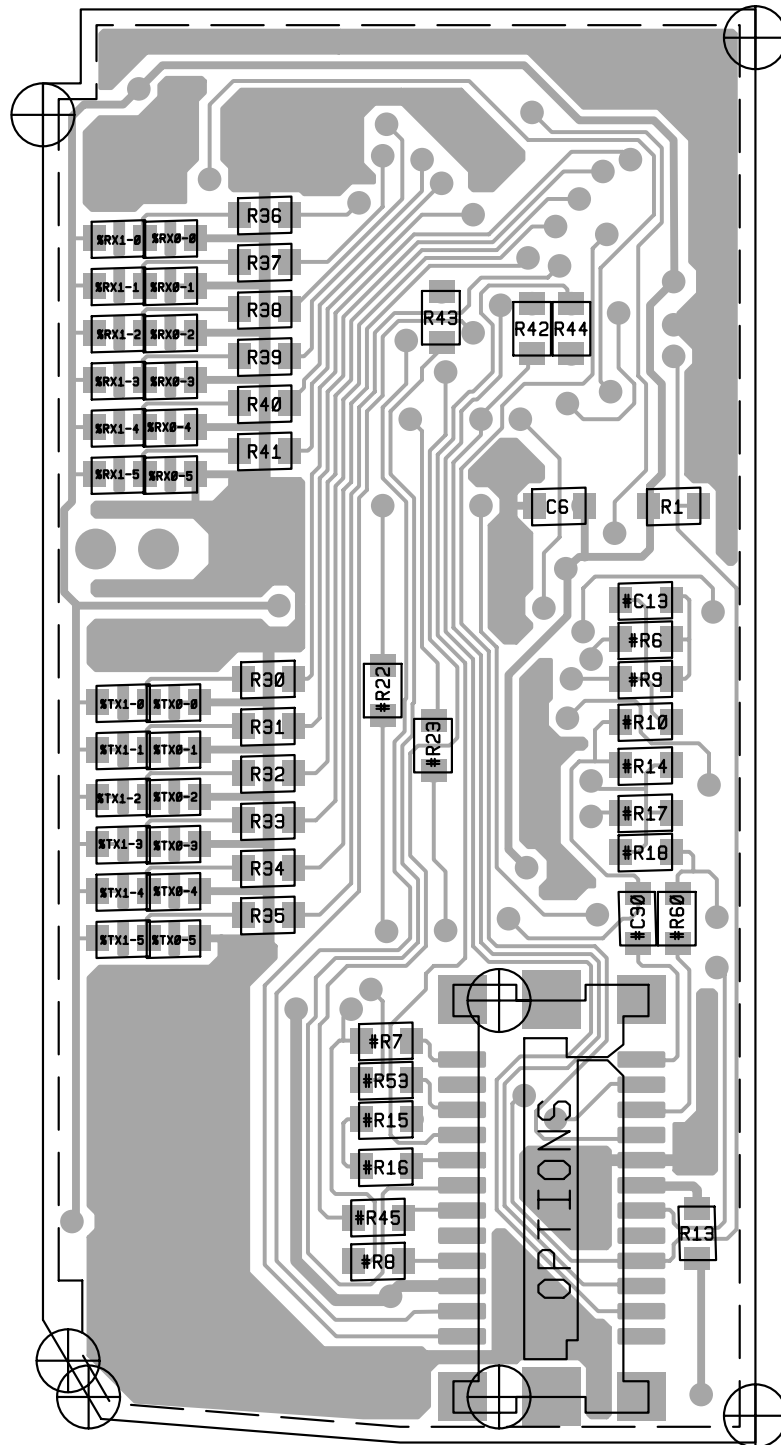 R36
%RX1-0 %RX0-0
R37
%RX1-1 %RX0-1
R38
%RX1-2 %RX0-2
R43
R42 R44
R39
%RX1-3 %RX0-3
R40
%RX1-4 %RX0-4
R41
%RX1-5 %RX0-5
C6 R1
#C13
#R6
R30
#R9
#R22
%TX1-0 %TX0-0
R31
#R10
#R23
%TX1-1 %TX0-1
R32
#R14
%TX1-2 %TX0-2
R33
#R17
%TX1-3 %TX0-3
#R18
R34
%TX1-4 %TX0-4
R35
#C30 #R60
%TX1-5 %TX0-5
#R7
#R53
#R15
#R16
OPTIONS
#R45
R13
#R8